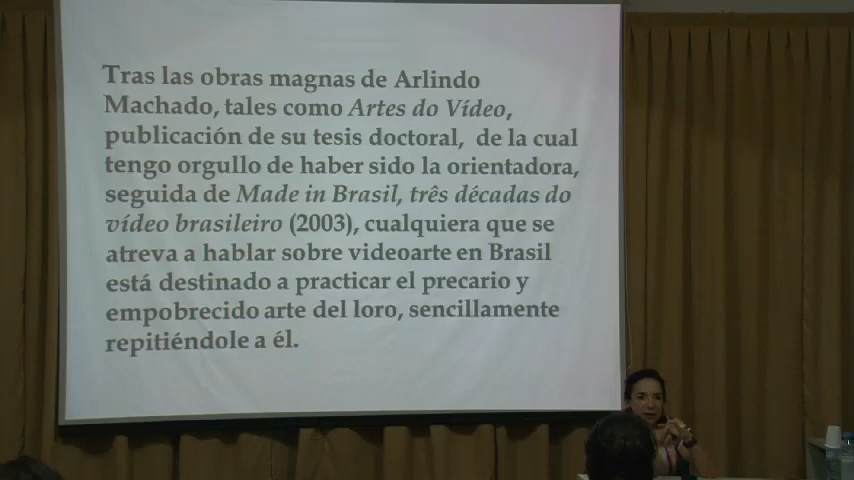 Tras las obras magnas de Arlindo
Machado, tales como Artes do Vídeo,
publicación de su tesis doctoral, de la cual
tengo orgullo de haber sido la orientadora,
seguida de Made in Brasil, três décadas do
vídeo brasileiro (2003), cualquiera que se
atreva a hablar sobre videoarte en Brasil
está destinado a practicar el precario y
empobrecido arte del loro, sencillamente
repitiéndole a él.